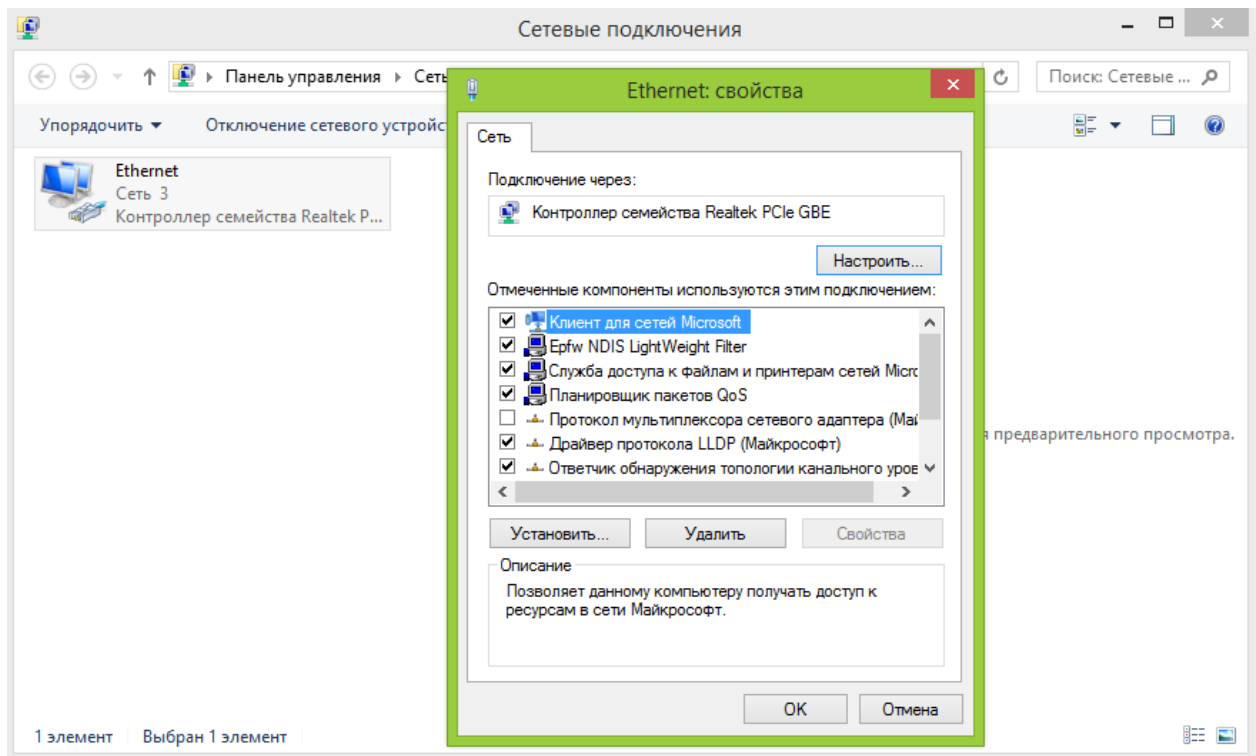 Сетевые подключения
Панель управления
Сеть
Поиск: Сетевые ...
Упорядочить
Отключение сетевого устройс
Ethernet
Сеть 3
Контроллер семейства Realtek P...
предварительного просмотра.
1 элемент Выбран 1 элемент
Ethernet: свойства
Сеть
Подключение через:
Контроллер семейства Realtek PCIe GBE
Настроить...
Отмеченные компоненты используются этим подключением:
Клиент для сетей Microsoft
Epfw NDIS LightWeight Filter
Служба доступа к файлам и принтерам сетей Micro
Планировщик пакетов QoS
Протокол мультиплексора сетевого адаптера (Май
Драйвер протокола LLDP (Майкрософт)
Ответчик обнаружения топологии канального уров
Установить... Удалить Свойства
Описание
Позволяет данному компьютеру получать доступ к
ресурсам в сети Майкрософт.
OK Отмена